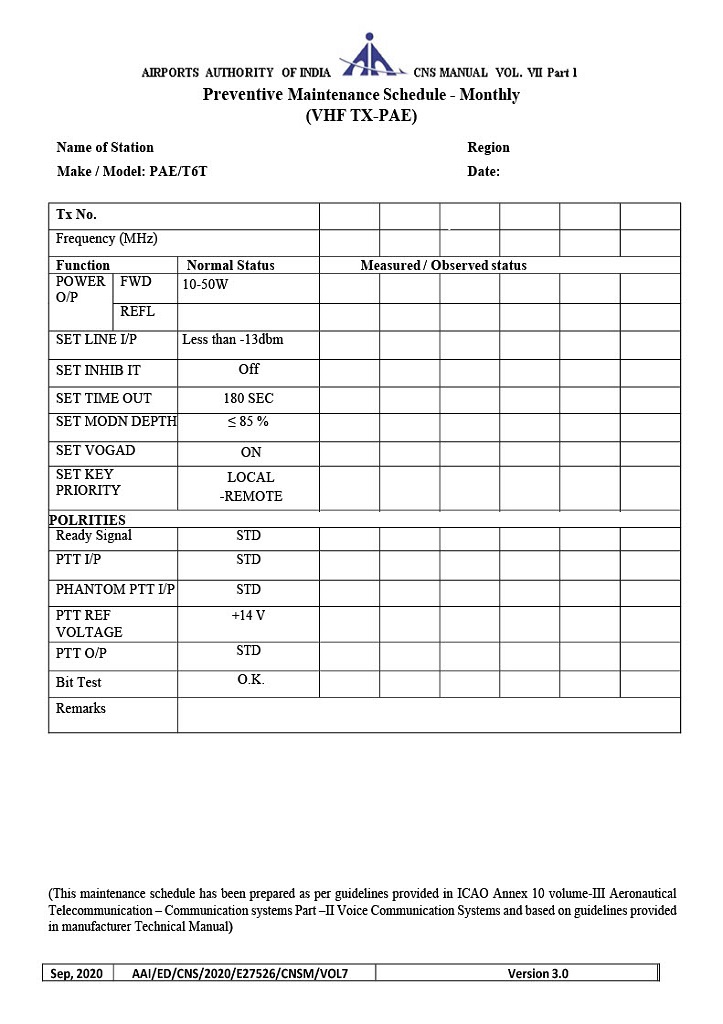 AIRPORTS AUTHORITY OF INDIA CNS MANUAL VOL. VII Part 1
Preventive Maintenance Schedule - Monthly
(VHF TX-PAE)
Name of Station Region
Make / Model: PAE/T6T Date:
Tx No.
Frequency (MHz)
Function Normal Status Measured / Observed status
POWER O/P FWD 10-50W
REFL
SET LINE I/P Less than -13dbm
SET INHIB IT Off
SET TIME OUT 180 SEC
SET MODN DEPTH ≤ 85 %
SET VOGAD ON
SET KEY PRIORITY LOCAL
-REMOTE
POLRITIES
Ready Signal STD
PTT I/P STD
PHANTOM PTT I/P STD
PTT REF VOLTAGE +14 V
PTT O/P STD
Bit Test O.K.
Remarks
(This maintenance schedule has been prepared as per guidelines provided in ICAO Annex 10 volume-III Aeronautical
Telecommunication – Communication systems Part –II Voice Communication Systems and based on guidelines provided
in manufacturer Technical Manual)
Sep, 2020 AAI/ED/CNS/2020/E27526/CNSM/VOL7 Version 3.0